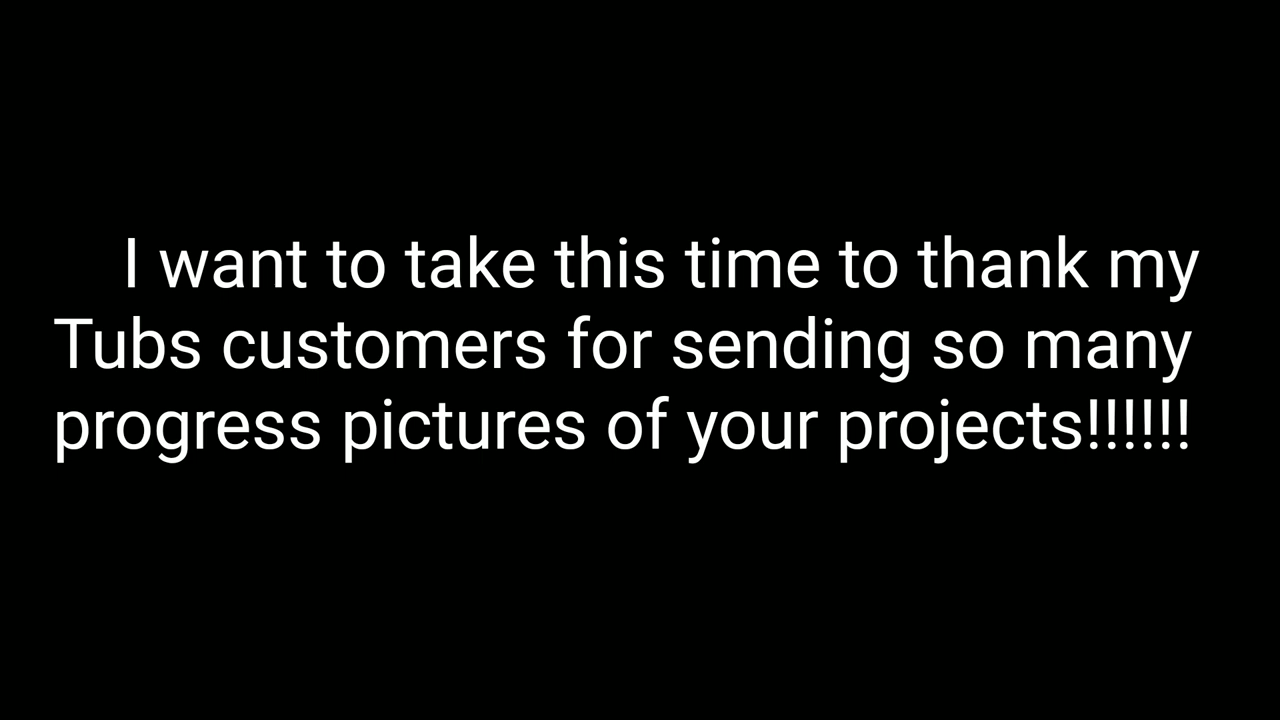 I want to take this time to thank my
Tubs customers for sending so many
progress pictures of your projects!!!!!!